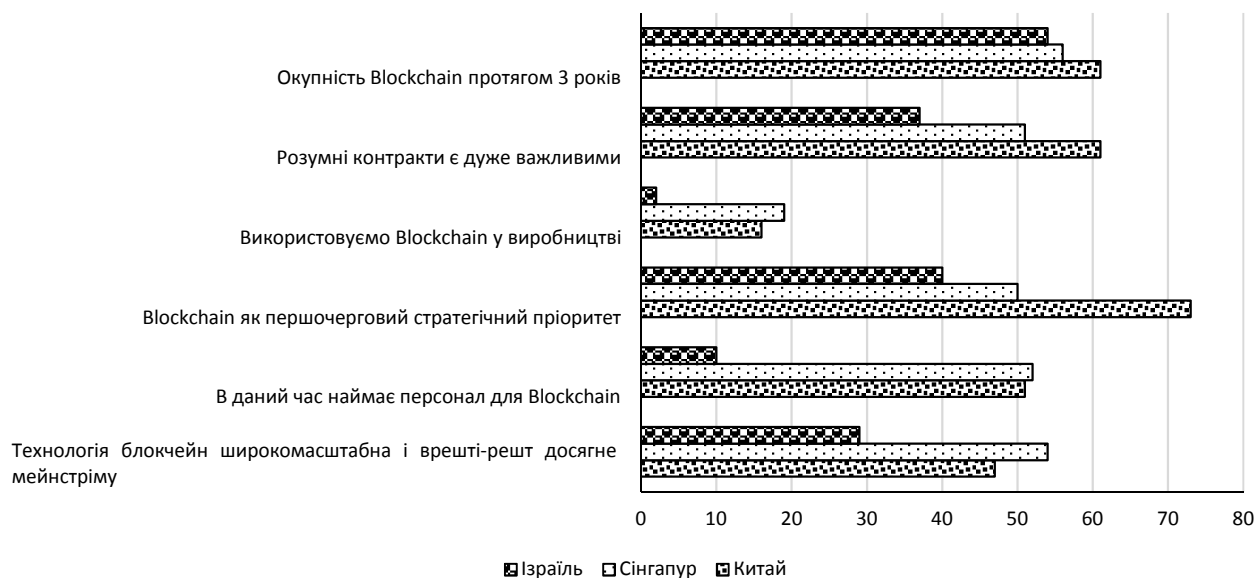 Окупність Blockchain протягом 3 років
Розумні контракти є дуже важливими
Використовуємо Blockchain у виробництві
Blockchain як першочерговий стратегічний пріоритет
В даний час наймає персонал для Blockchain
Технологія блокчейн широкомасштабна і врешті-решт досягне
мейнстріму
0 10 20 30 40 50 60 70 80
Ізраїль Сінгапур Китай